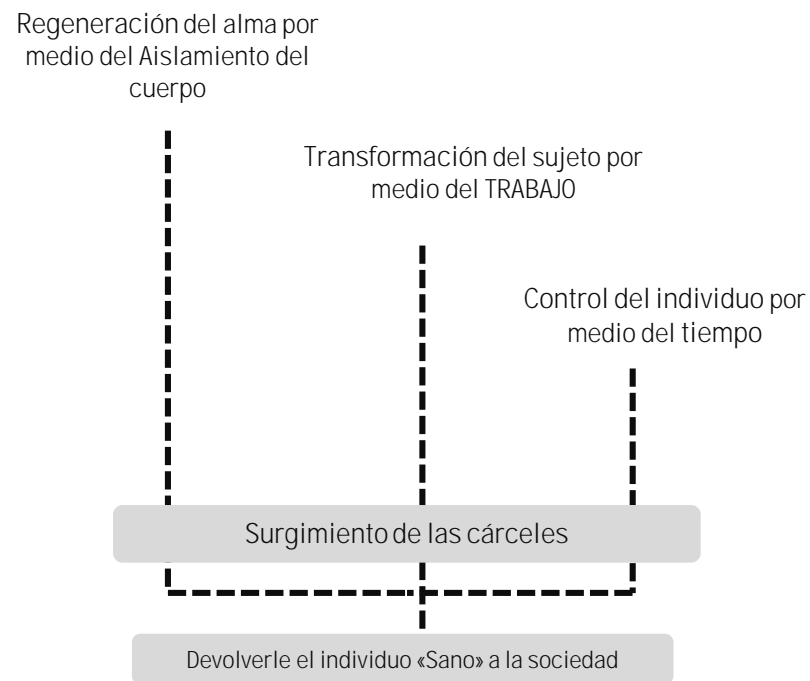 Regeneración del alma por
medio del Aislamiento del
cuerpo
Transformación del sujeto por
medio del TRABAJO
Control del individuo por
medio del tiempo
Surgimiento de las cárceles
Devolverle el individuo «Sano» a la sociedad